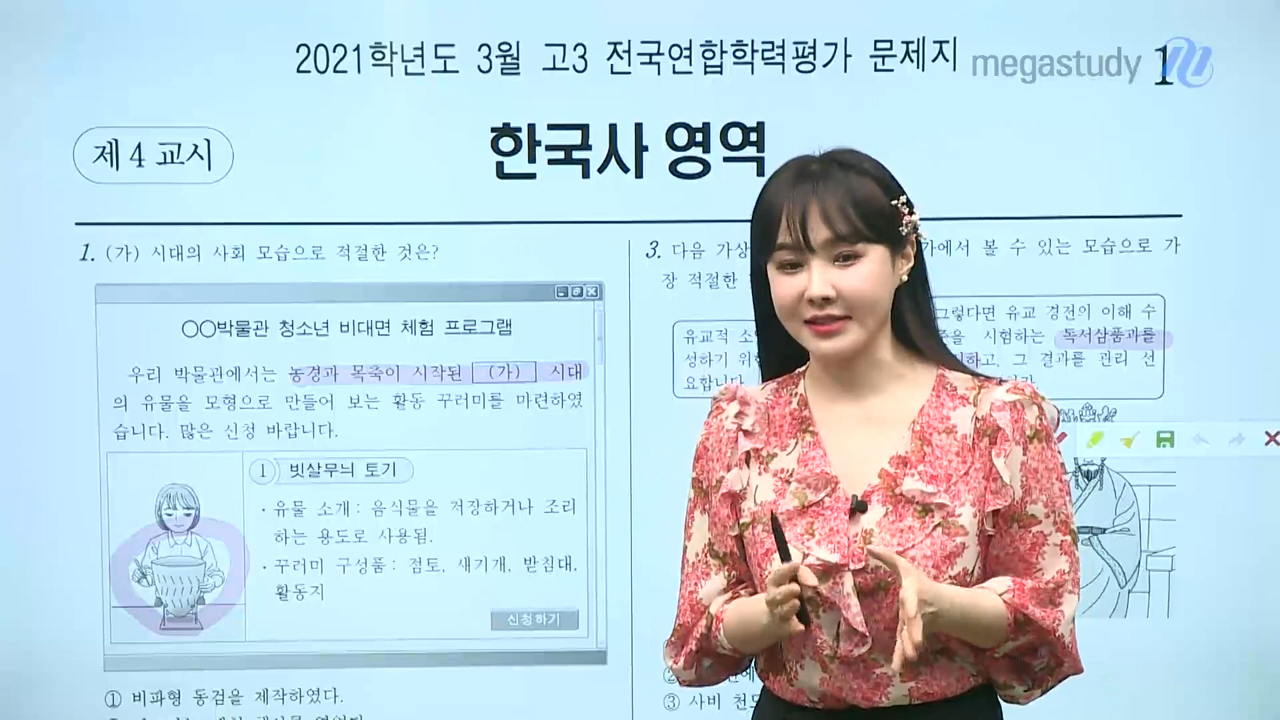 2021학년도 3월 고3 전국연합학력평가 문제지
megastudy
1
제 4 교시
한국사 영역
1. (가) 시대의 사회 모습으로 적절한 것은?
○○박물관 청소년 비대면 체험 프로그램
우리 박물관에서는 농경과 목축이 시작된 (가) 시대
의 유물을 모형으로 만들어 보는 활동 꾸러미를 마련하였
습니다. 많은 신청 바랍니다.
1 빗살무늬 토기
· 유물 소개 : 음식물을 저장하거나 조리
하는 용도로 사용됨.
· 꾸러미 구성품 : 점토, 새기개, 받침대,
활동지
신청하기
① 비파형 동검을 제작하였다.
3. 다음 가상 가에서 볼 수 있는 모습으로 가
장 적절한
유교적 소
성하기 위
요합니다.
그렇다면 유교 경전의 이해 수
준을 시험하는 독서삼품과를
하고, 그 결과를 관리 선
②
③ 사비 천도